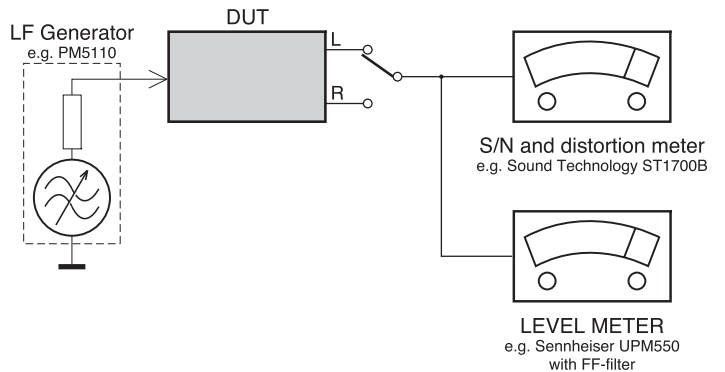 DUT
LF Generator
e.g. PM5110
L
R
S/N and distortion meter
e.g. Sound Technology ST1700B
LEVEL METER
e.g. Sennheiser UPM550
with FF-filter